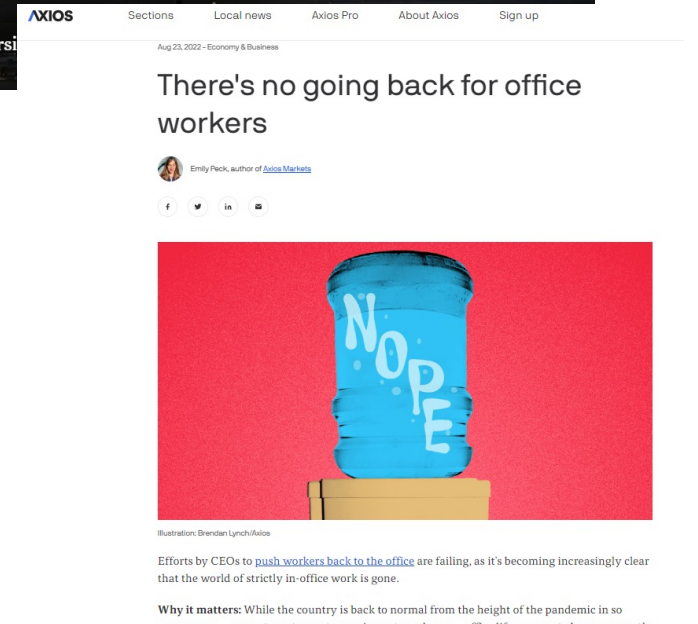 AXIOS
Sections Local news Axios Pro About Axios Sign up
rsi
Aug 23, 2022 - Economy & Business
There's no going back for office
workers
Emily Peck, author of Axios Markets
NOPE
Illustration: Brendan Lynch/Axios
Efforts by CEOs to push workers back to the office are failing, as it's becoming increasingly clear
that the world of strictly in-office work is gone.
Why it matters: While the country is back to normal from the height of the pandemic in so